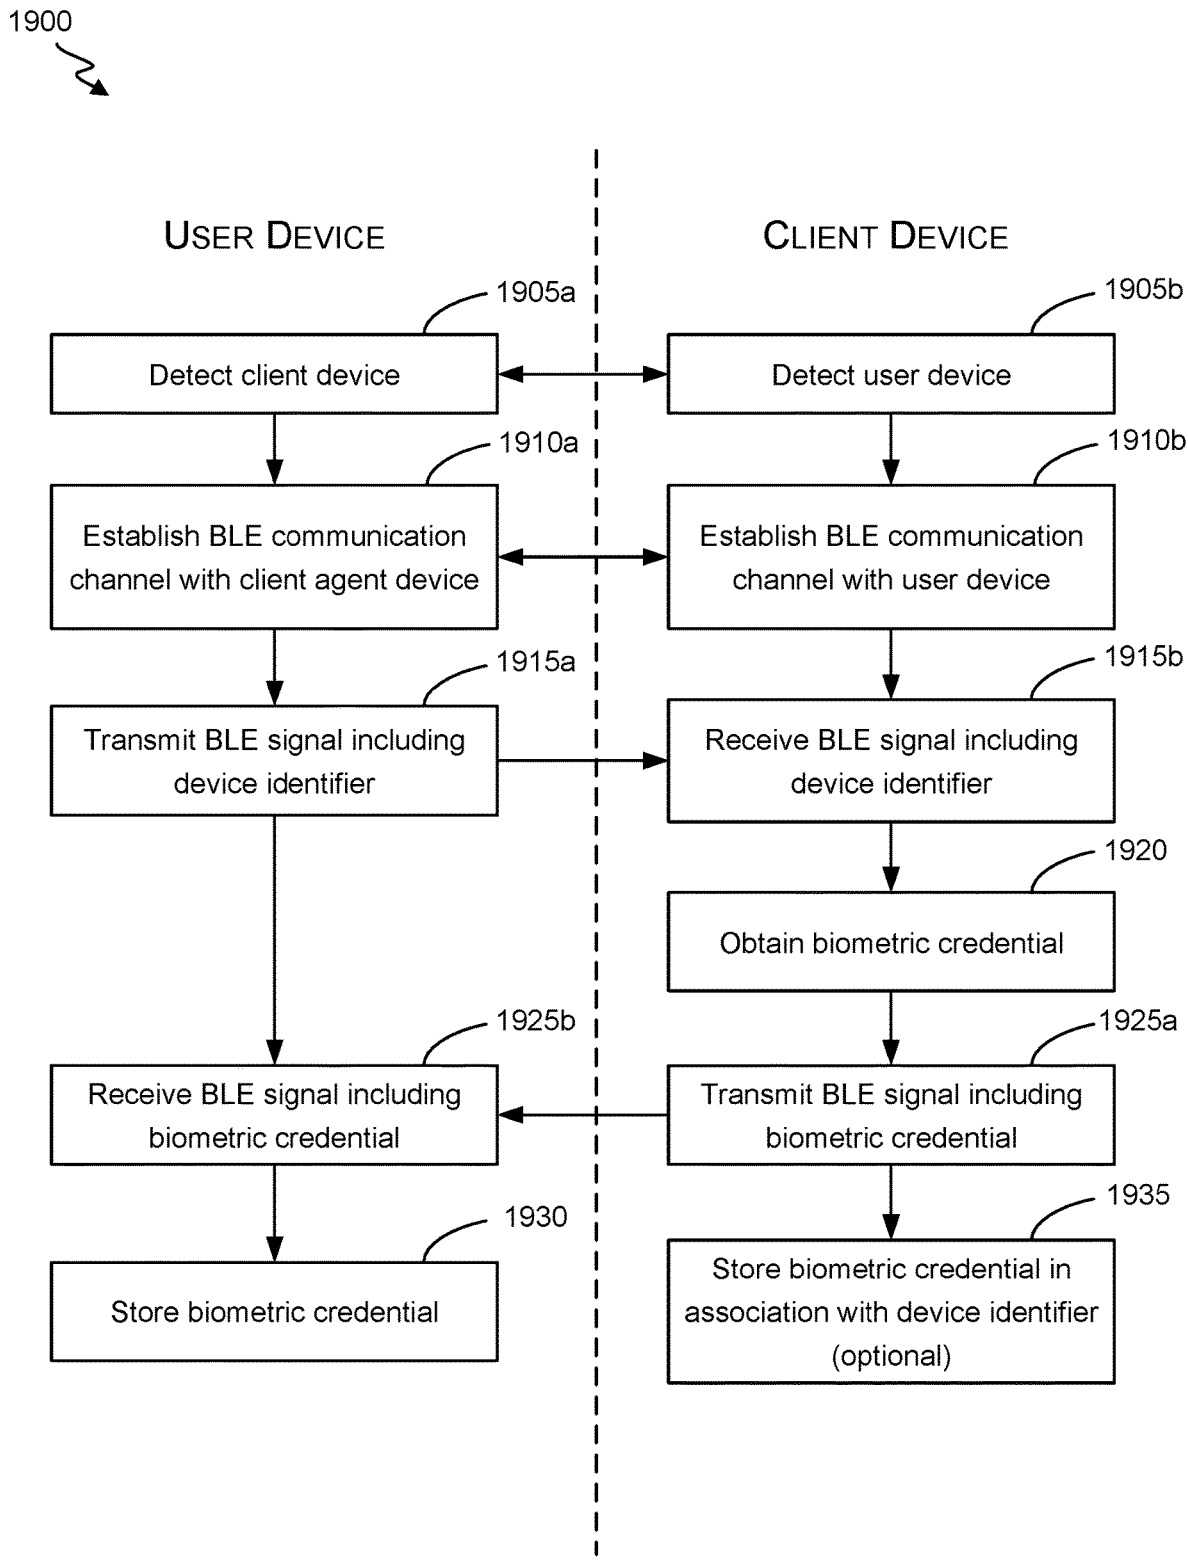 1900
USER DEVICE
CLIENT DEVICE
1905a
1905b
Detect client device
Detect user device
1910a
1910b
Establish BLE communication
channel with client agent device
Establish BLE communication
channel with user device
1915a
1915b
Transmit BLE signal including
device identifier
Receive BLE signal including
device identifier
1920
Obtain biometric credential
1925b
1925a
Receive BLE signal including
biometric credential
Transmit BLE signal including
biometric credential
1930
1935
Store biometric credential
Store biometric credential in
association with device identifier
(optional)